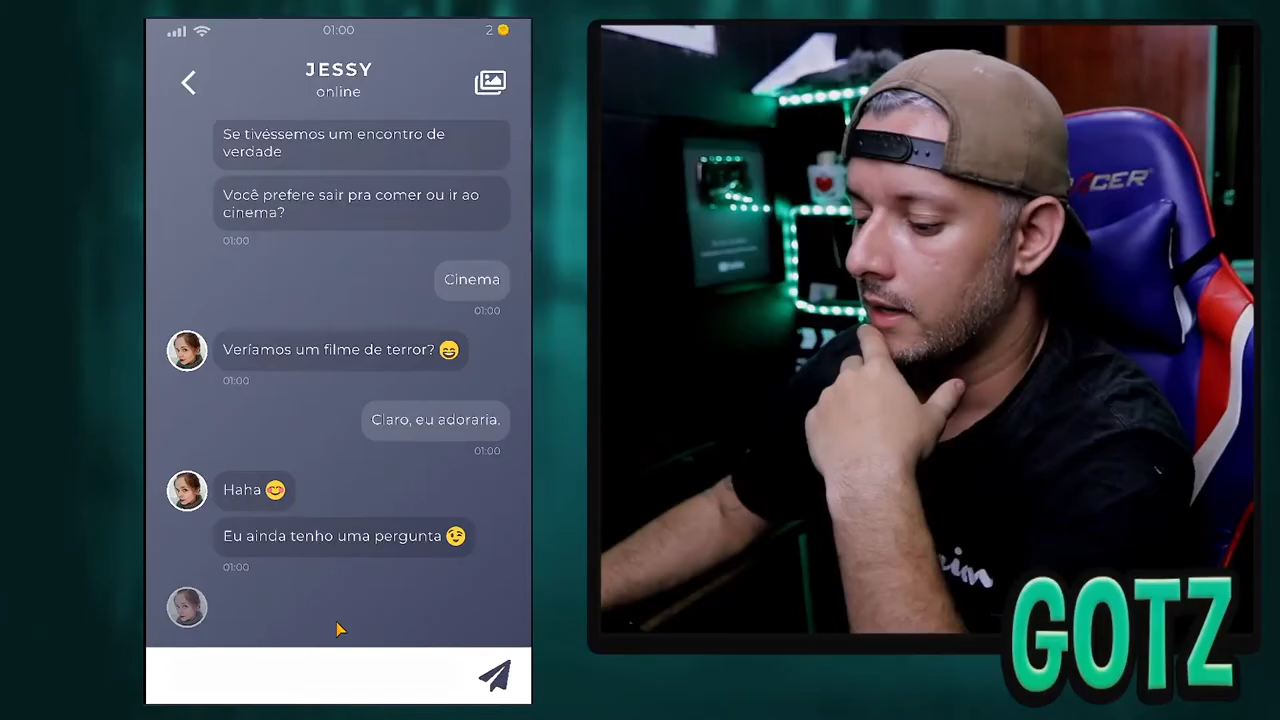 01:00
2
JESSY
online
Se tivéssemos um encontro de
verdade
Você prefere sair pra comer ou ir ao
cinema?
01:00
Cinema
01:00
Veríamos um filme de terror? 😄
01:00
Claro, eu adoraria.
01:00
Haha 😊
Eu ainda tenho uma pergunta 😉
01:00
GOTZ